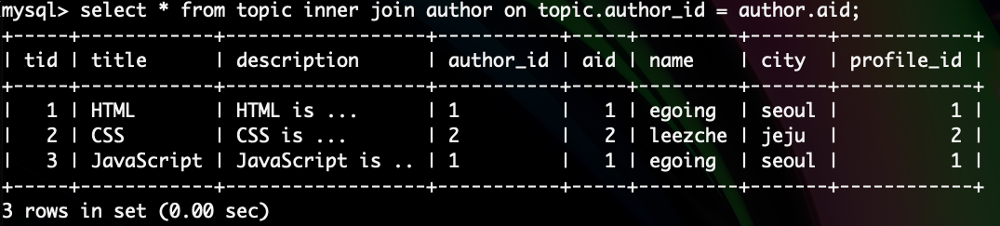 mysql> select * from topic inner join author on topic.author_id = author.aid;
+-----+------------+------------------+-----------+-----+----------+-------+------------+
| tid | title      | description      | author_id | aid | name     | city  | profile_id |
+-----+------------+------------------+-----------+-----+----------+-------+------------+
|   1 | HTML       | HTML is ...      | 1         |   1 | egoing   | seoul |          1 |
|   2 | CSS        | CSS is ...       | 2         |   2 | leezche  | jeju  |          2 |
|   3 | JavaScript | JavaScript is .. | 1         |   1 | egoing   | seoul |          1 |
+-----+------------+------------------+-----------+-----+----------+-------+------------+
3 rows in set (0.00 sec)